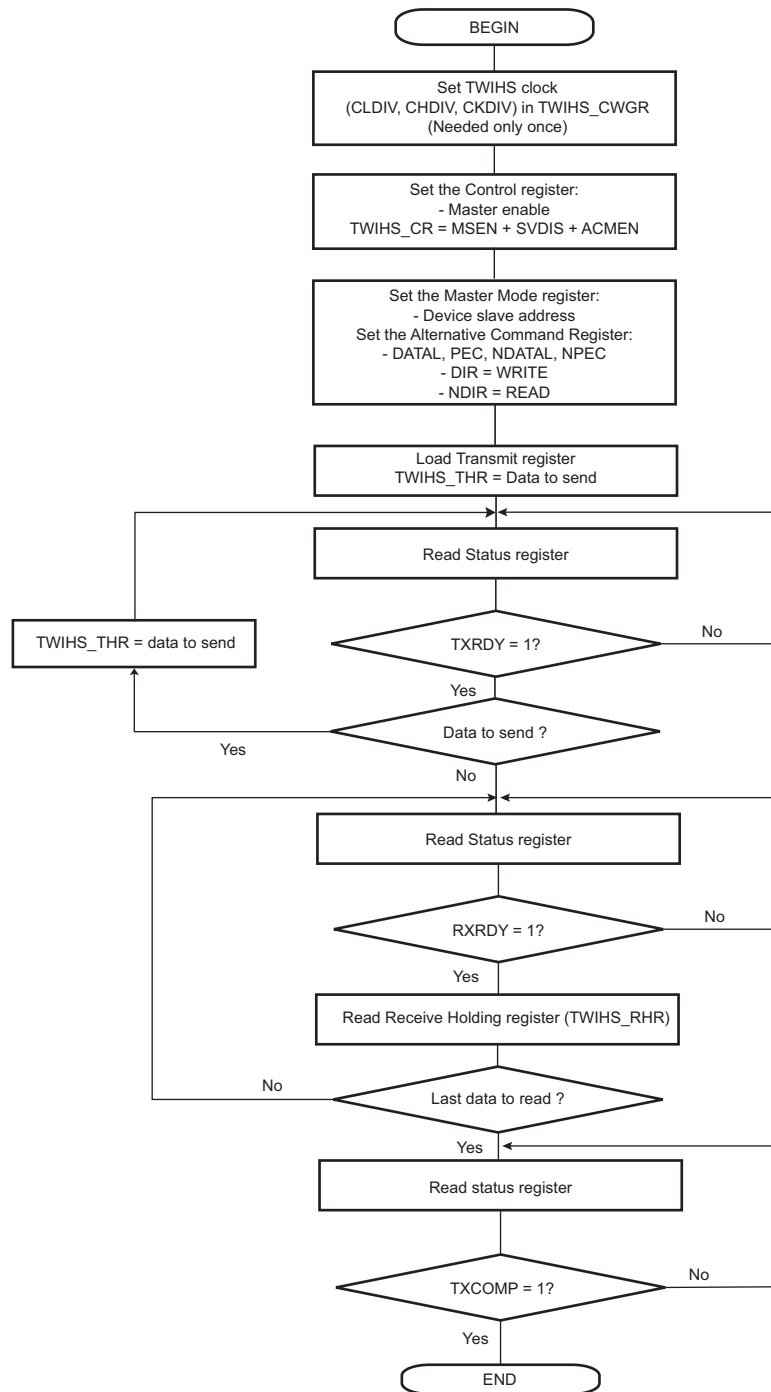 BEGIN
Set TWIHS clock
(CLDIV, CHDIV, CKDIV) in TWIHS_CWGR
(Needed only once)
Set the Control register:
- Master enable
TWIHS_CR = MSEN + SVDIS + ACMEN
Set the Master Mode register:
- Device slave address
Set the Alternative Command Register:
- DATAL, PEC, NDATAL, NPEC
- DIR = WRITE
- NDIR = READ
Load Transmit register
TWIHS_THR = Data to send
Read Status register
TWIHS_THR = data to send
TXRDY = 1?
No
Yes
Data to send ?
Yes
No
Read Status register
RXRDY = 1?
No
Yes
Read Receive Holding register (TWIHS_RHR)
No
Last data to read ?
Yes
Read status register
TXCOMP = 1?
No
Yes
END